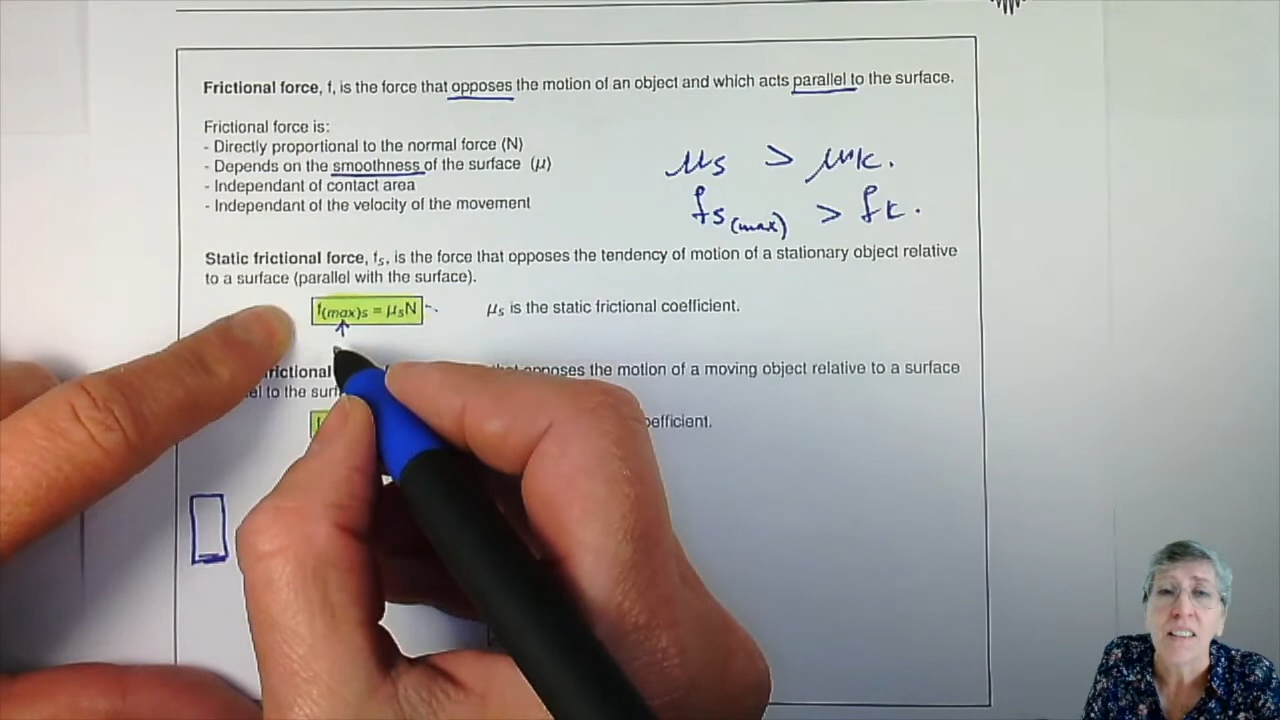 Frictional force, f, is the force that opposes the motion of an object and which acts parallel to the surface.
Frictional force is:
- Directly proportional to the normal force (N)
- Depends on the smoothness of the surface (μ)
- Independant of contact area
- Independant of the velocity of the movement
μs > μk.
fs(max) > fk.
Static frictional force, fs, is the force that opposes the tendency of motion of a stationary object relative
to a surface (parallel with the surface).
f(max)s = μsN
μs is the static frictional coefficient.
frictional opposes the motion of a moving object relative to a surface
to the